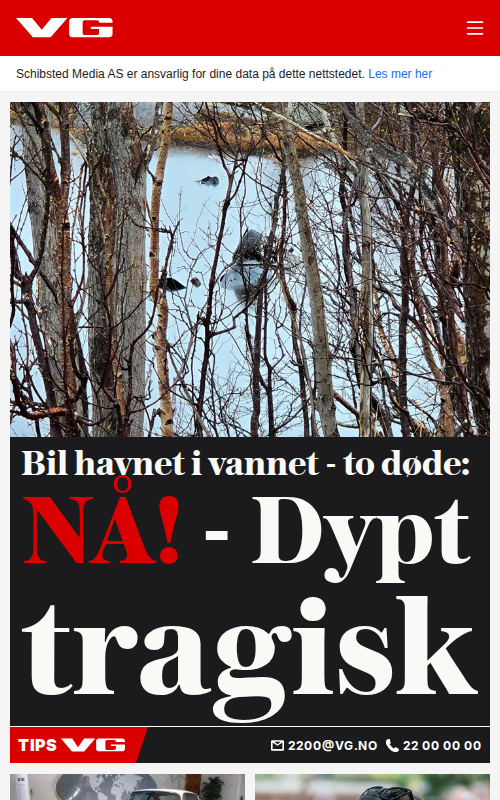 VG
Schibsted Media AS er ansvarlig for dine data på dette nettstedet. Les mer her
Bil havnet i vannet - to døde:
NÅ! - Dypt
tragisk
TIPS VG 2200@VG.NO 22 00 00 00